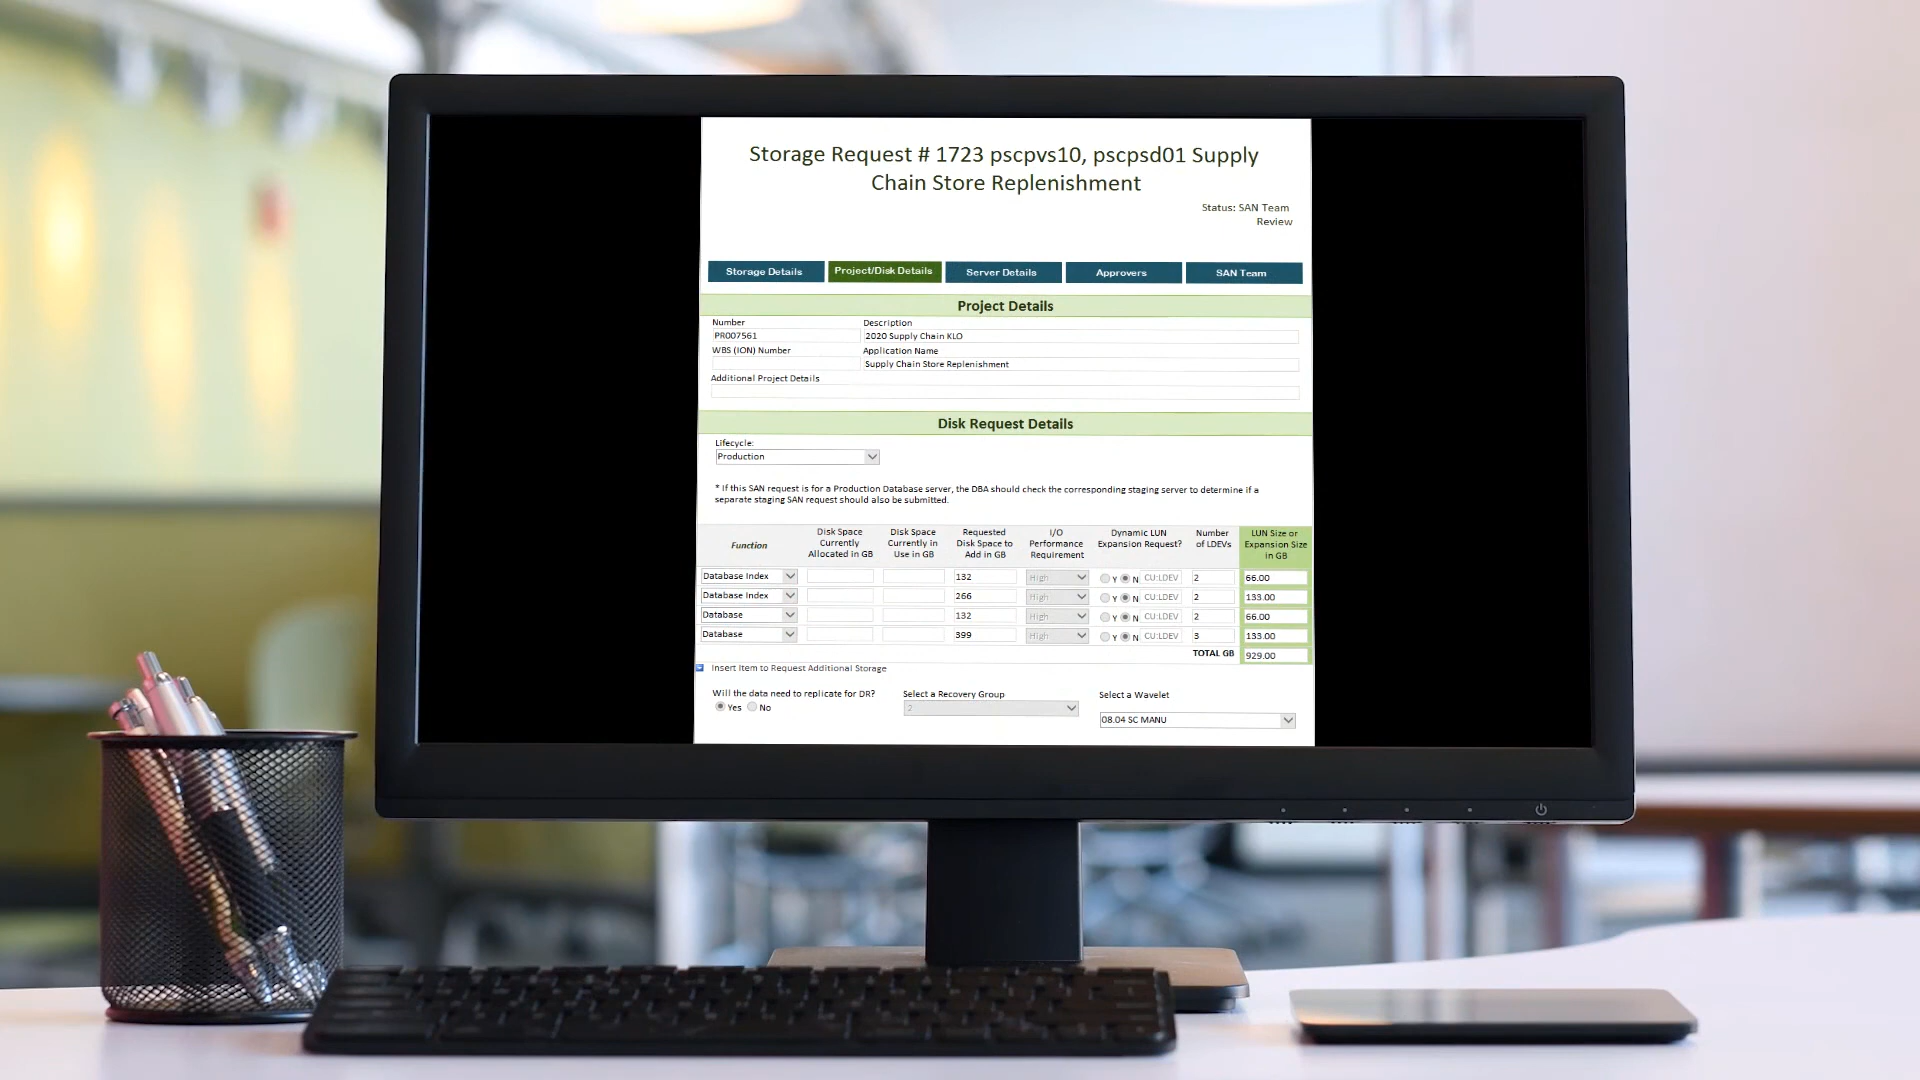 Storage Request # 1723 pscpvs10, pscpsd01 Supply
Chain Store Replenishment
Status: SAN Team
Review
Storage Details Project/Disk Details Server Details Approvers SAN Team
Project Details
Number Description
PR007561 2020 Supply Chain KLO
WBS (ION) Number Application Name
Supply Chain Store Replenishment
Additional Project Details
Disk Request Details
Lifecycle:
Production
* If this SAN request is for a Production Database server, the DBA should check the corresponding staging server to determine if a
separate staging SAN request should also be submitted.
Function
Disk Space
Currently
Allocated in GB
Disk Space
Currently in
Use in GB
Requested
Disk Space to
Add in GB
I/O
Performance
Requirement
Dynamic LUN
Expansion Request?
Number
of LDEVs
LUN Size or
Expansion Size
in GB
Database Index 132 High Y N CU:LDEV 2 66.00
Database Index 266 High Y N CU:LDEV 2 133.00
Database 132 High Y N CU:LDEV 2 66.00
Database 399 High Y N CU:LDEV 3 133.00
TOTAL GB 929.00
Insert Item to Request Additional Storage
Will the data need to replicate for DR? Select a Recovery Group Select a Wavelet
Yes No 2 08.04 SC MANU